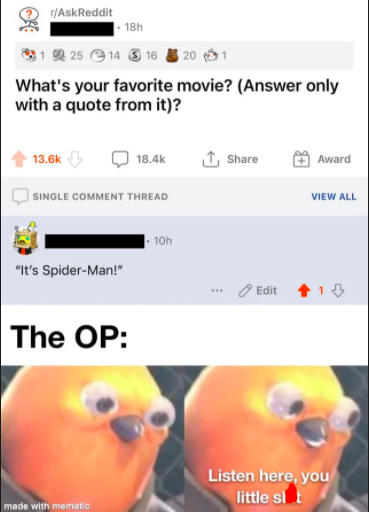 r/AskReddit
· 18h
1 25 14 16 20 1
What's your favorite movie? (Answer only
with a quote from it)?
13.6k 18.4k Share Award
SINGLE COMMENT THREAD VIEW ALL
· 10h
"It's Spider-Man!"
... Edit 1
The OP:
Listen here, you
little sh t
made with mematic